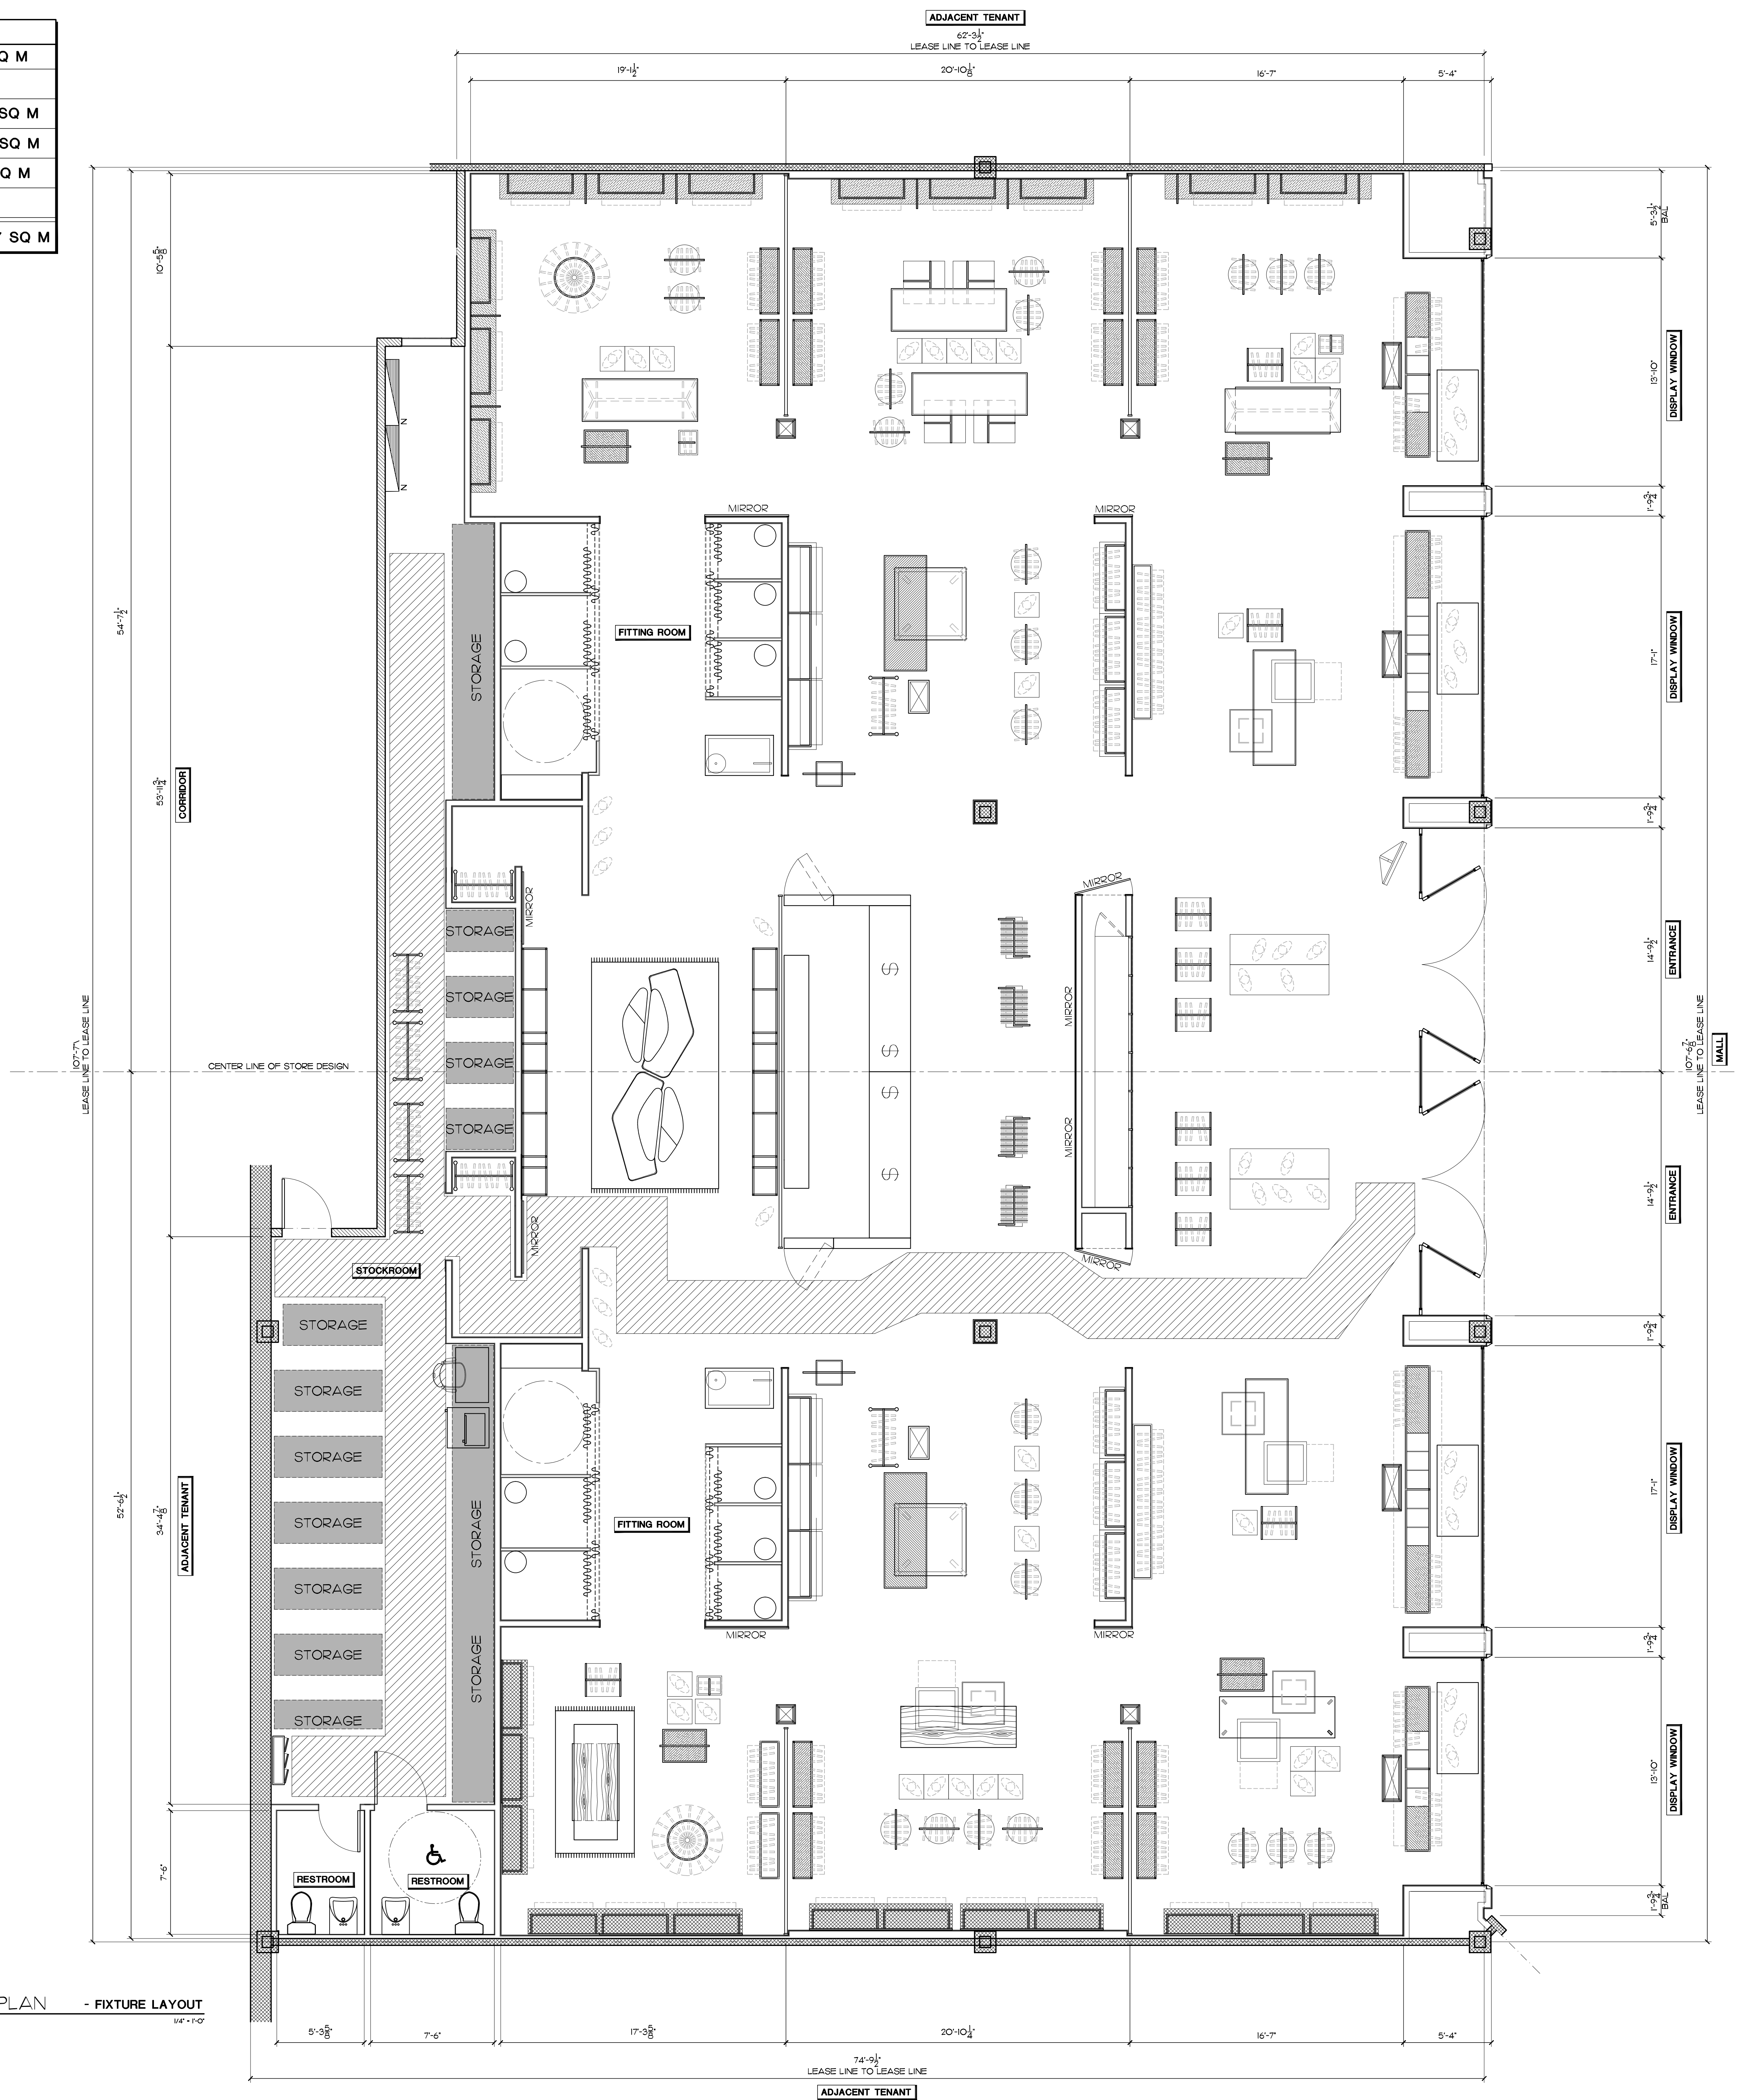 ADJACENT TENANT
62'-3½"
LEASE LINE TO LEASE LINE
19'-1½"
20'-10⅛"
16'-7"
5'-4"
Q M
SQ M
SQ M
Q M
SQ M
10'-5⅝"
54'-7½"
53'-11¾"
CORRIDOR
107'-7"
LEASE LINE TO LEASE LINE
CENTER LINE OF STORE DESIGN
52'-6½"
34'-4⅞"
ADJACENT TENANT
7'-6"
N
N
STORAGE
FITTING ROOM
MIRROR
MIRROR
MIRROR
STORAGE
STORAGE
STORAGE
STORAGE
MIRROR
MIRROR
MIRROR
MIRROR
MIRROR
S
S
S
S
STOCKROOM
STORAGE
STORAGE
STORAGE
STORAGE
STORAGE
STORAGE
STORAGE
STORAGE
STORAGE
FITTING ROOM
MIRROR
MIRROR
RESTROOM
RESTROOM
5'-3½"
BAL
13'-10"
DISPLAY WINDOW
1'-9¾"
17'-1"
DISPLAY WINDOW
1'-9¾"
14'-9½"
ENTRANCE
107'-6⅞"
LEASE LINE TO LEASE LINE
MALL
14'-9½"
ENTRANCE
1'-9¾"
17'-1"
DISPLAY WINDOW
1'-9¾"
13'-10"
DISPLAY WINDOW
1'-9¾"
BAL
PLAN - FIXTURE LAYOUT
1/4" = 1'-0"
5'-3⅝"
7'-6"
17'-3⅝"
20'-10¼"
16'-7"
5'-4"
74'-9½"
LEASE LINE TO LEASE LINE
ADJACENT TENANT